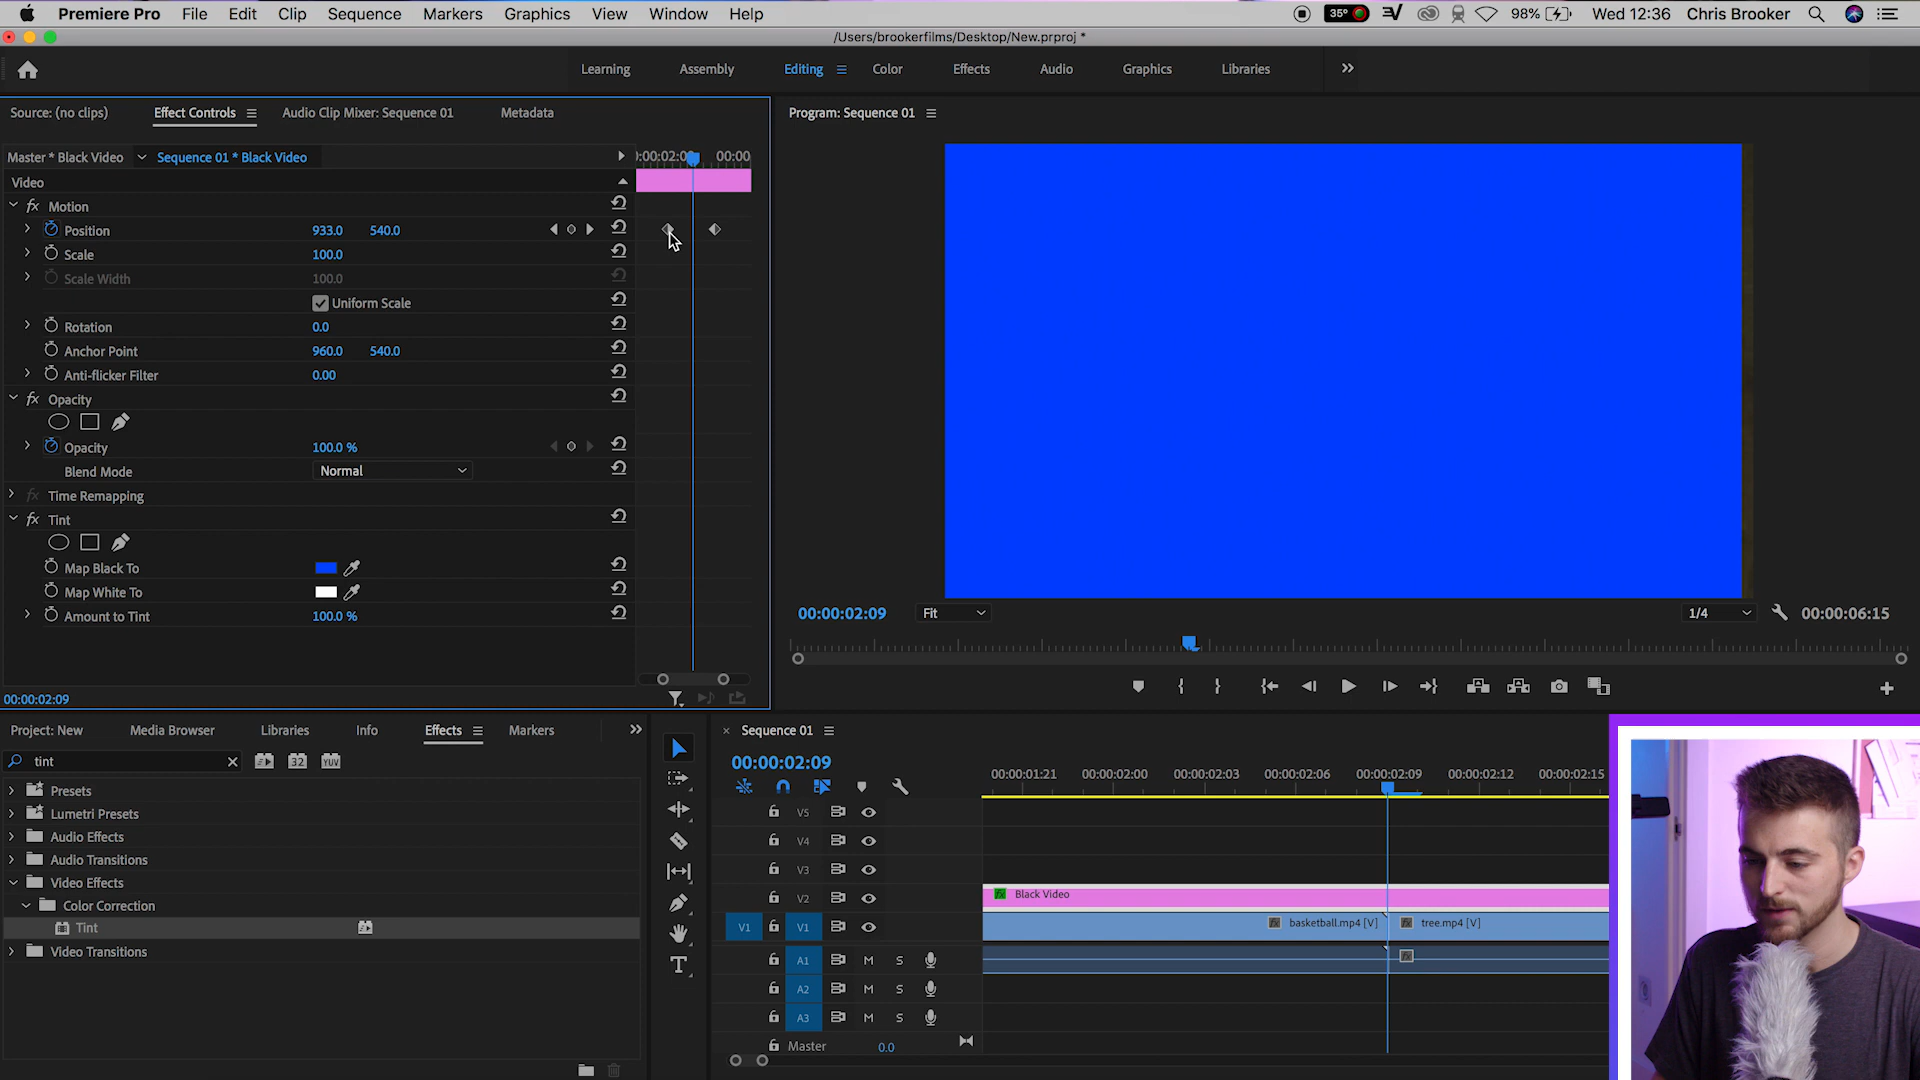 Premiere Pro File Edit Clip Sequence Markers Graphics View Window Help 35° 98% Wed 12:36 Chris Brooker
/Users/brookerfilms/Desktop/New.prproj *
Learning Assembly Editing Color Effects Audio Graphics Libraries
Source: (no clips) Effect Controls Audio Clip Mixer: Sequence 01 Metadata
Program: Sequence 01
Master * Black Video Sequence 01 * Black Video 00:00
Video
fx Motion
Position 933.0 540.0
Scale 100.0
Scale Width 100.0
Uniform Scale
Rotation 0.0
Anchor Point 960.0 540.0
Anti-flicker Filter 0.00
fx Opacity
Opacity 100.0 %
Blend Mode Normal
fx Time Remapping
fx Tint
Map Black To
Map White To
Amount to Tint 100.0 %
00:00:02:09
00:00:02:09 Fit 1/4 00:00:06:15
Project: New Media Browser Libraries Info Effects Markers
tint 32 YUV
Presets
Lumetri Presets
Audio Effects
Audio Transitions
Video Effects
Color Correction
Tint
Video Transitions
× Sequence 01
00:00:02:09
00:00:01:21 00:00:02:00 00:00:02:03 00:00:02:06 00:00:02:09 00:00:02:12 00:00:02:15
V5
V4
V3
V2 fx Black Video
V1 V1 fx basketball.mp4 [V] fx tree.mp4 [V]
A1 M S fx
A2 M S
A3 M S
Master 0.0